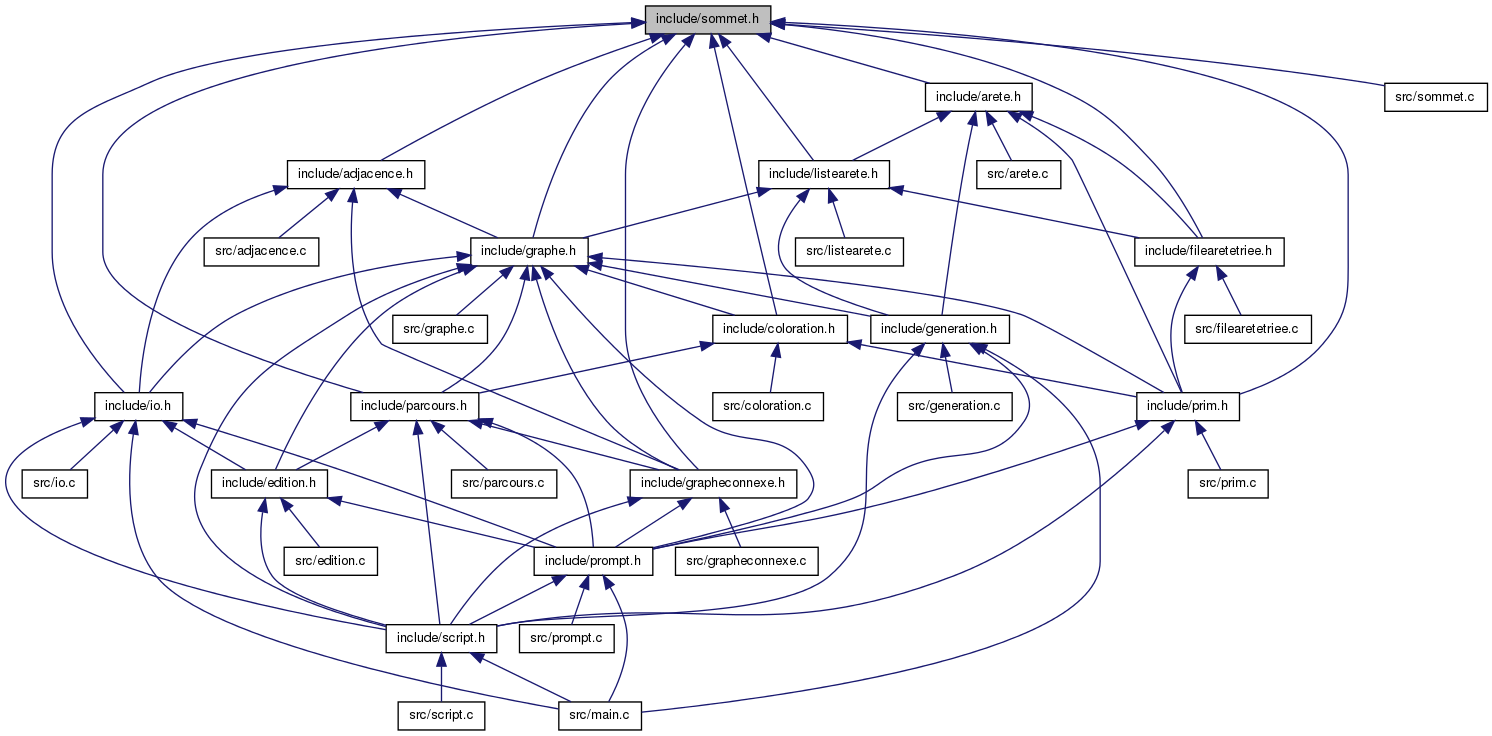 include/sommet.h
include/arete.h
src/sommet.c
include/adjacence.h
include/listearete.h
src/arete.c
src/adjacence.c
include/graphe.h
src/listearete.c
include/filearetetriee.h
src/graphe.c
include/coloration.h
include/generation.h
src/filearetetriee.c
include/io.h
include/parcours.h
src/coloration.c
src/generation.c
include/prim.h
src/io.c
include/edition.h
src/parcours.c
include/grapheconnexe.h
src/prim.c
src/edition.c
include/prompt.h
src/grapheconnexe.c
include/script.h
src/prompt.c
src/script.c
src/main.c